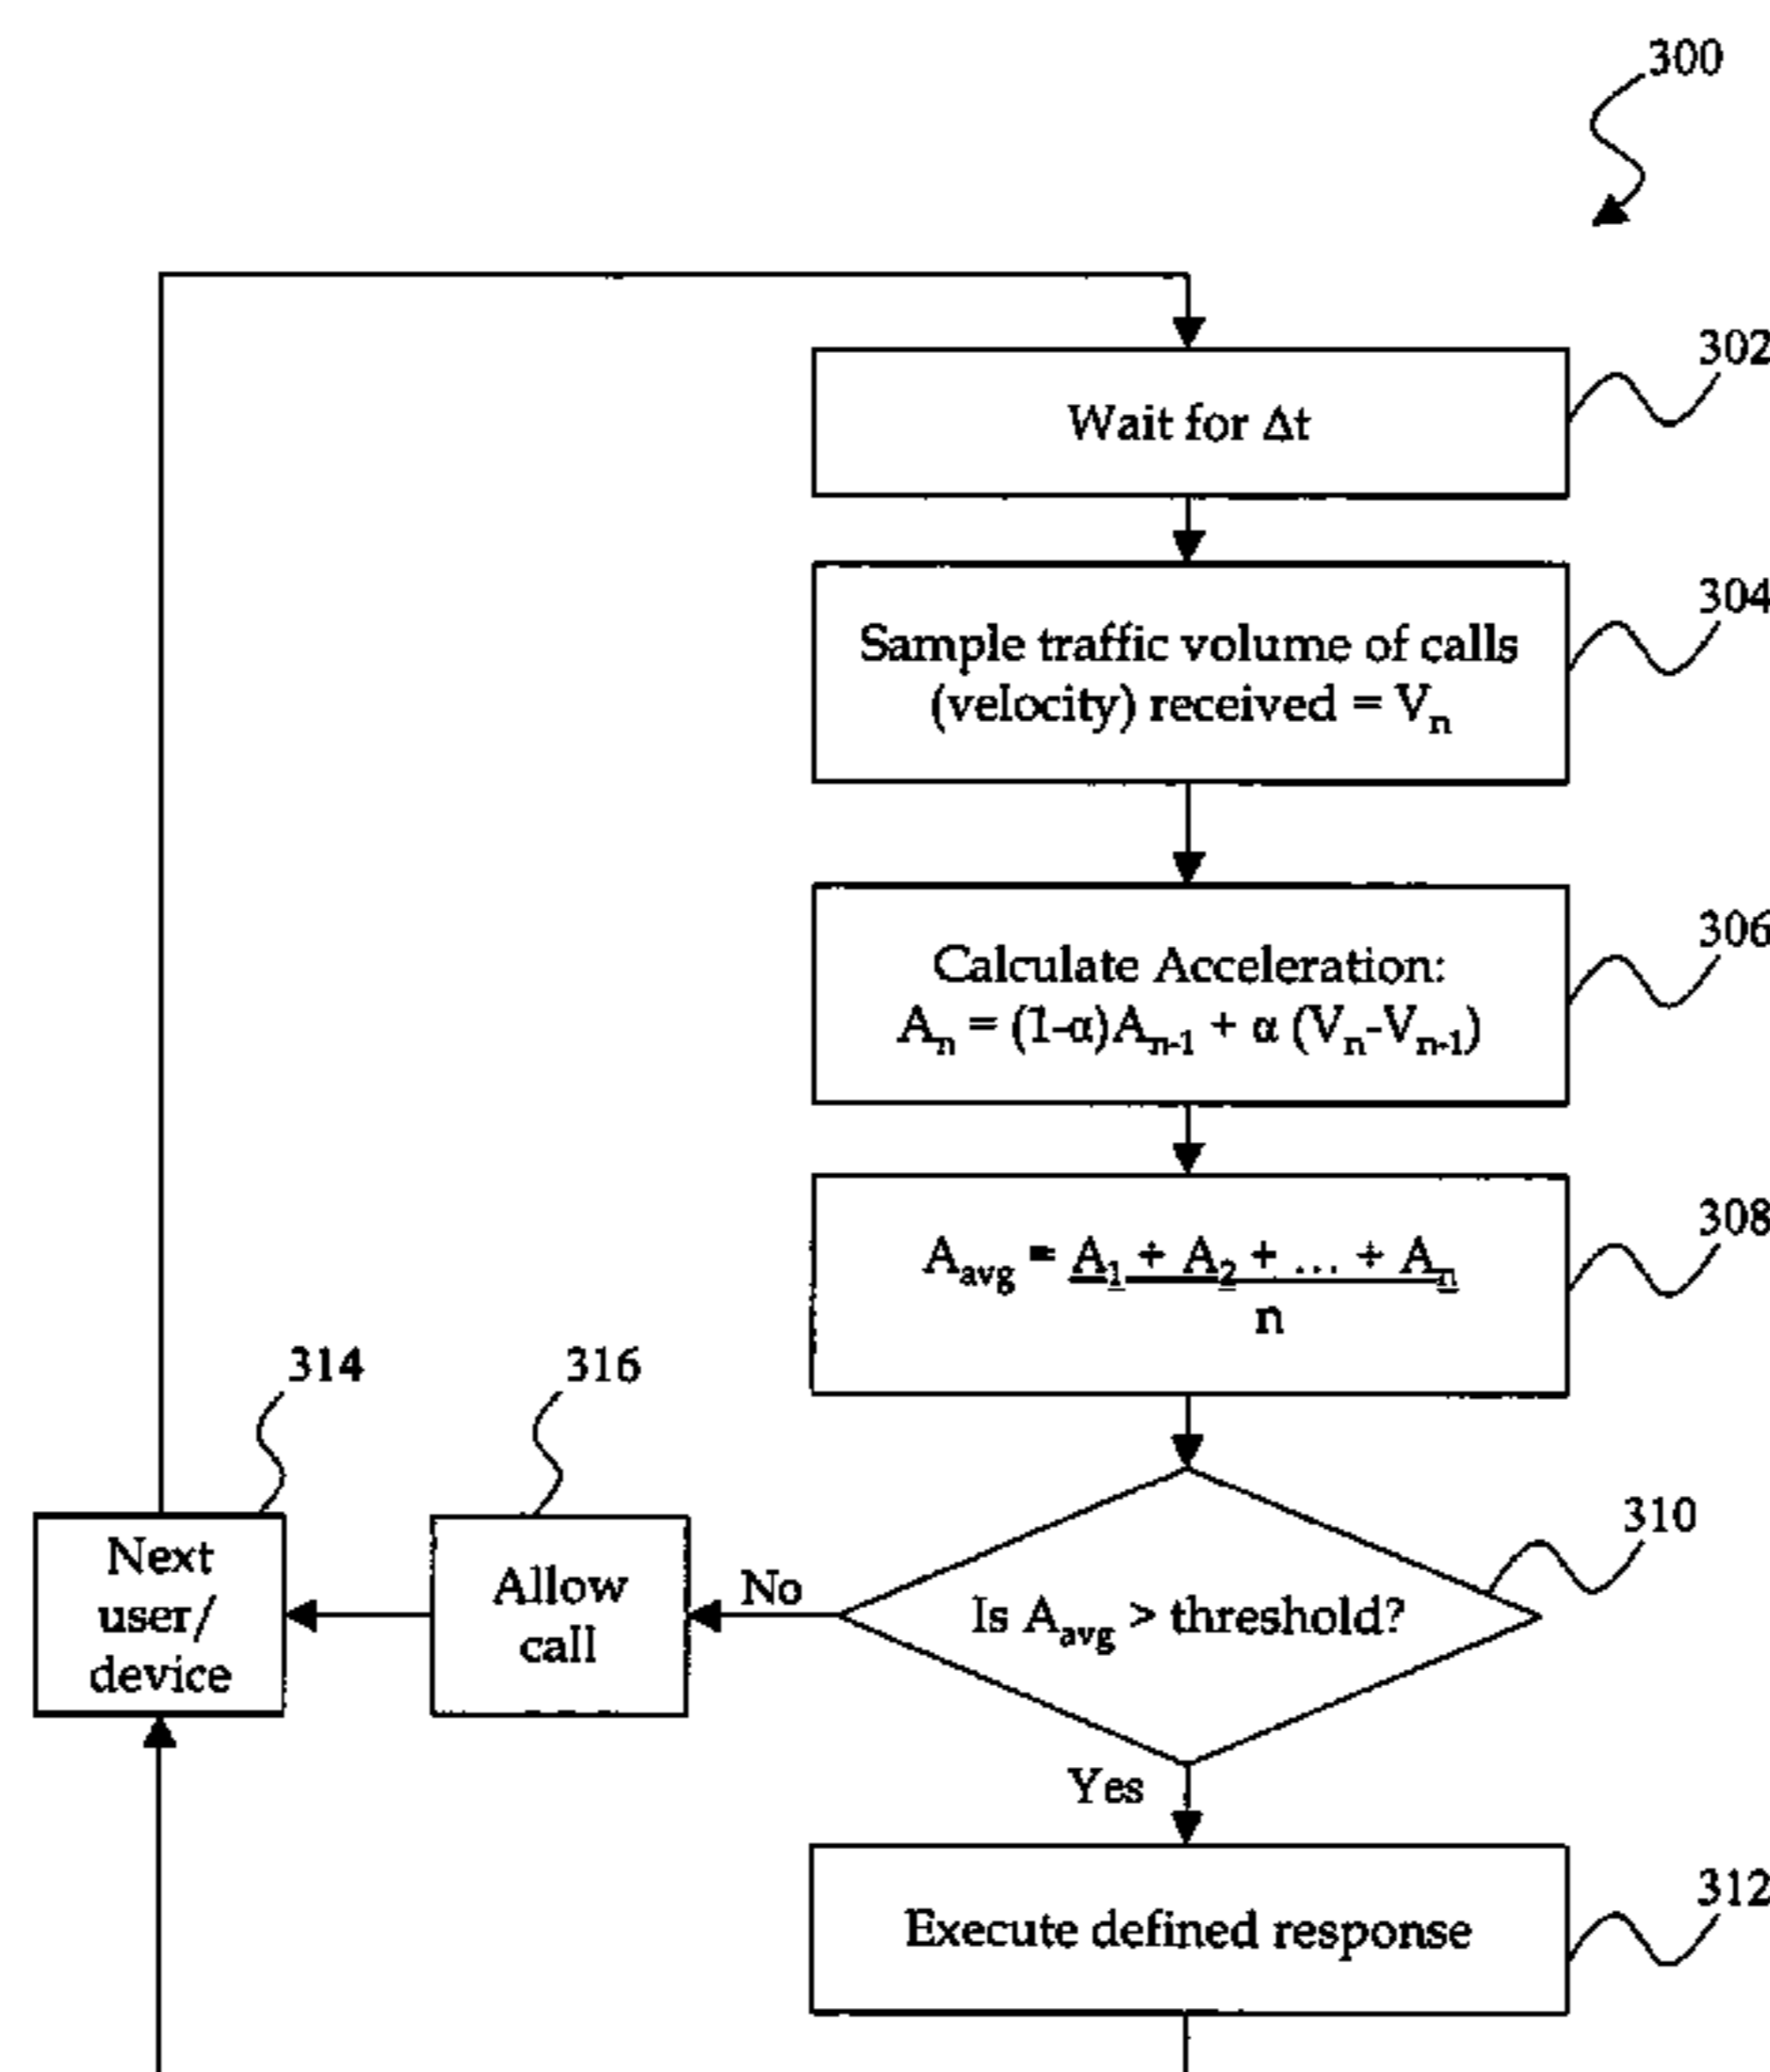 300
302
Wait for Δt
304
Sample traffic volume of calls
(velocity) received = Vₙ
306
Calculate Acceleration:
Aₙ = (1-α)Aₙ₋₁ + α (Vₙ-Vₙ₋₁)
308
A_avg = A₁ + A₂ + ... + Aₙ
n
314
316
310
Next
user/
device
Allow
call
No
Is A_avg > threshold?
Yes
312
Execute defined response